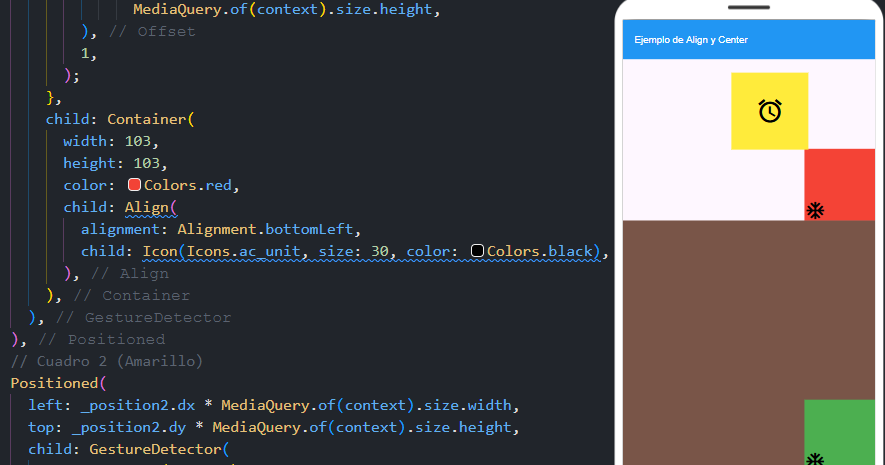 MediaQuery.of(context).size.height,
), // Offset
1,
);
},
child: Container(
width: 103,
height: 103,
color: Colors.red,
child: Align(
alignment: Alignment.bottomLeft,
child: Icon(Icons.ac_unit, size: 30, color: Colors.black),
), // Align
), // Container
), // GestureDetector
), // Positioned
// Cuadro 2 (Amarillo)
Positioned(
left: _position2.dx * MediaQuery.of(context).size.width,
top: _position2.dy * MediaQuery.of(context).size.height,
child: GestureDetector(
Ejemplo de Align y Center